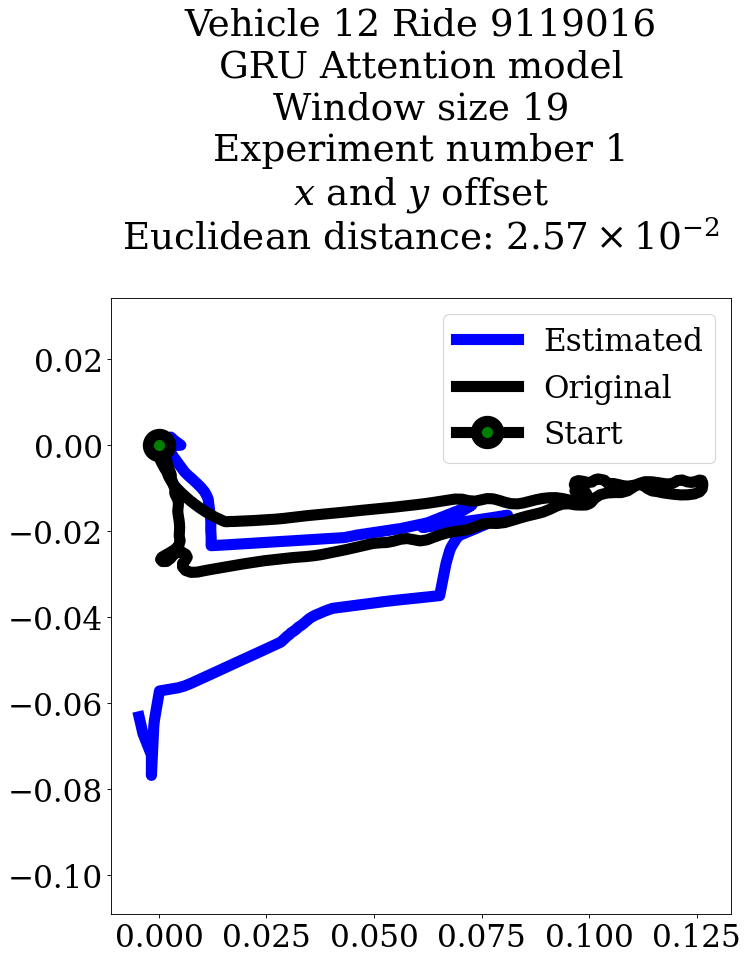 Vehicle 12 Ride 9119016
GRU Attention model
Window size 19
Experiment number 1
x and y offset
Euclidean distance: 2.57 × 10⁻²
Estimated
Original
Start
0.02
0.00
−0.02
−0.04
−0.06
−0.08
−0.10
0.000 0.025 0.050 0.075 0.100 0.125